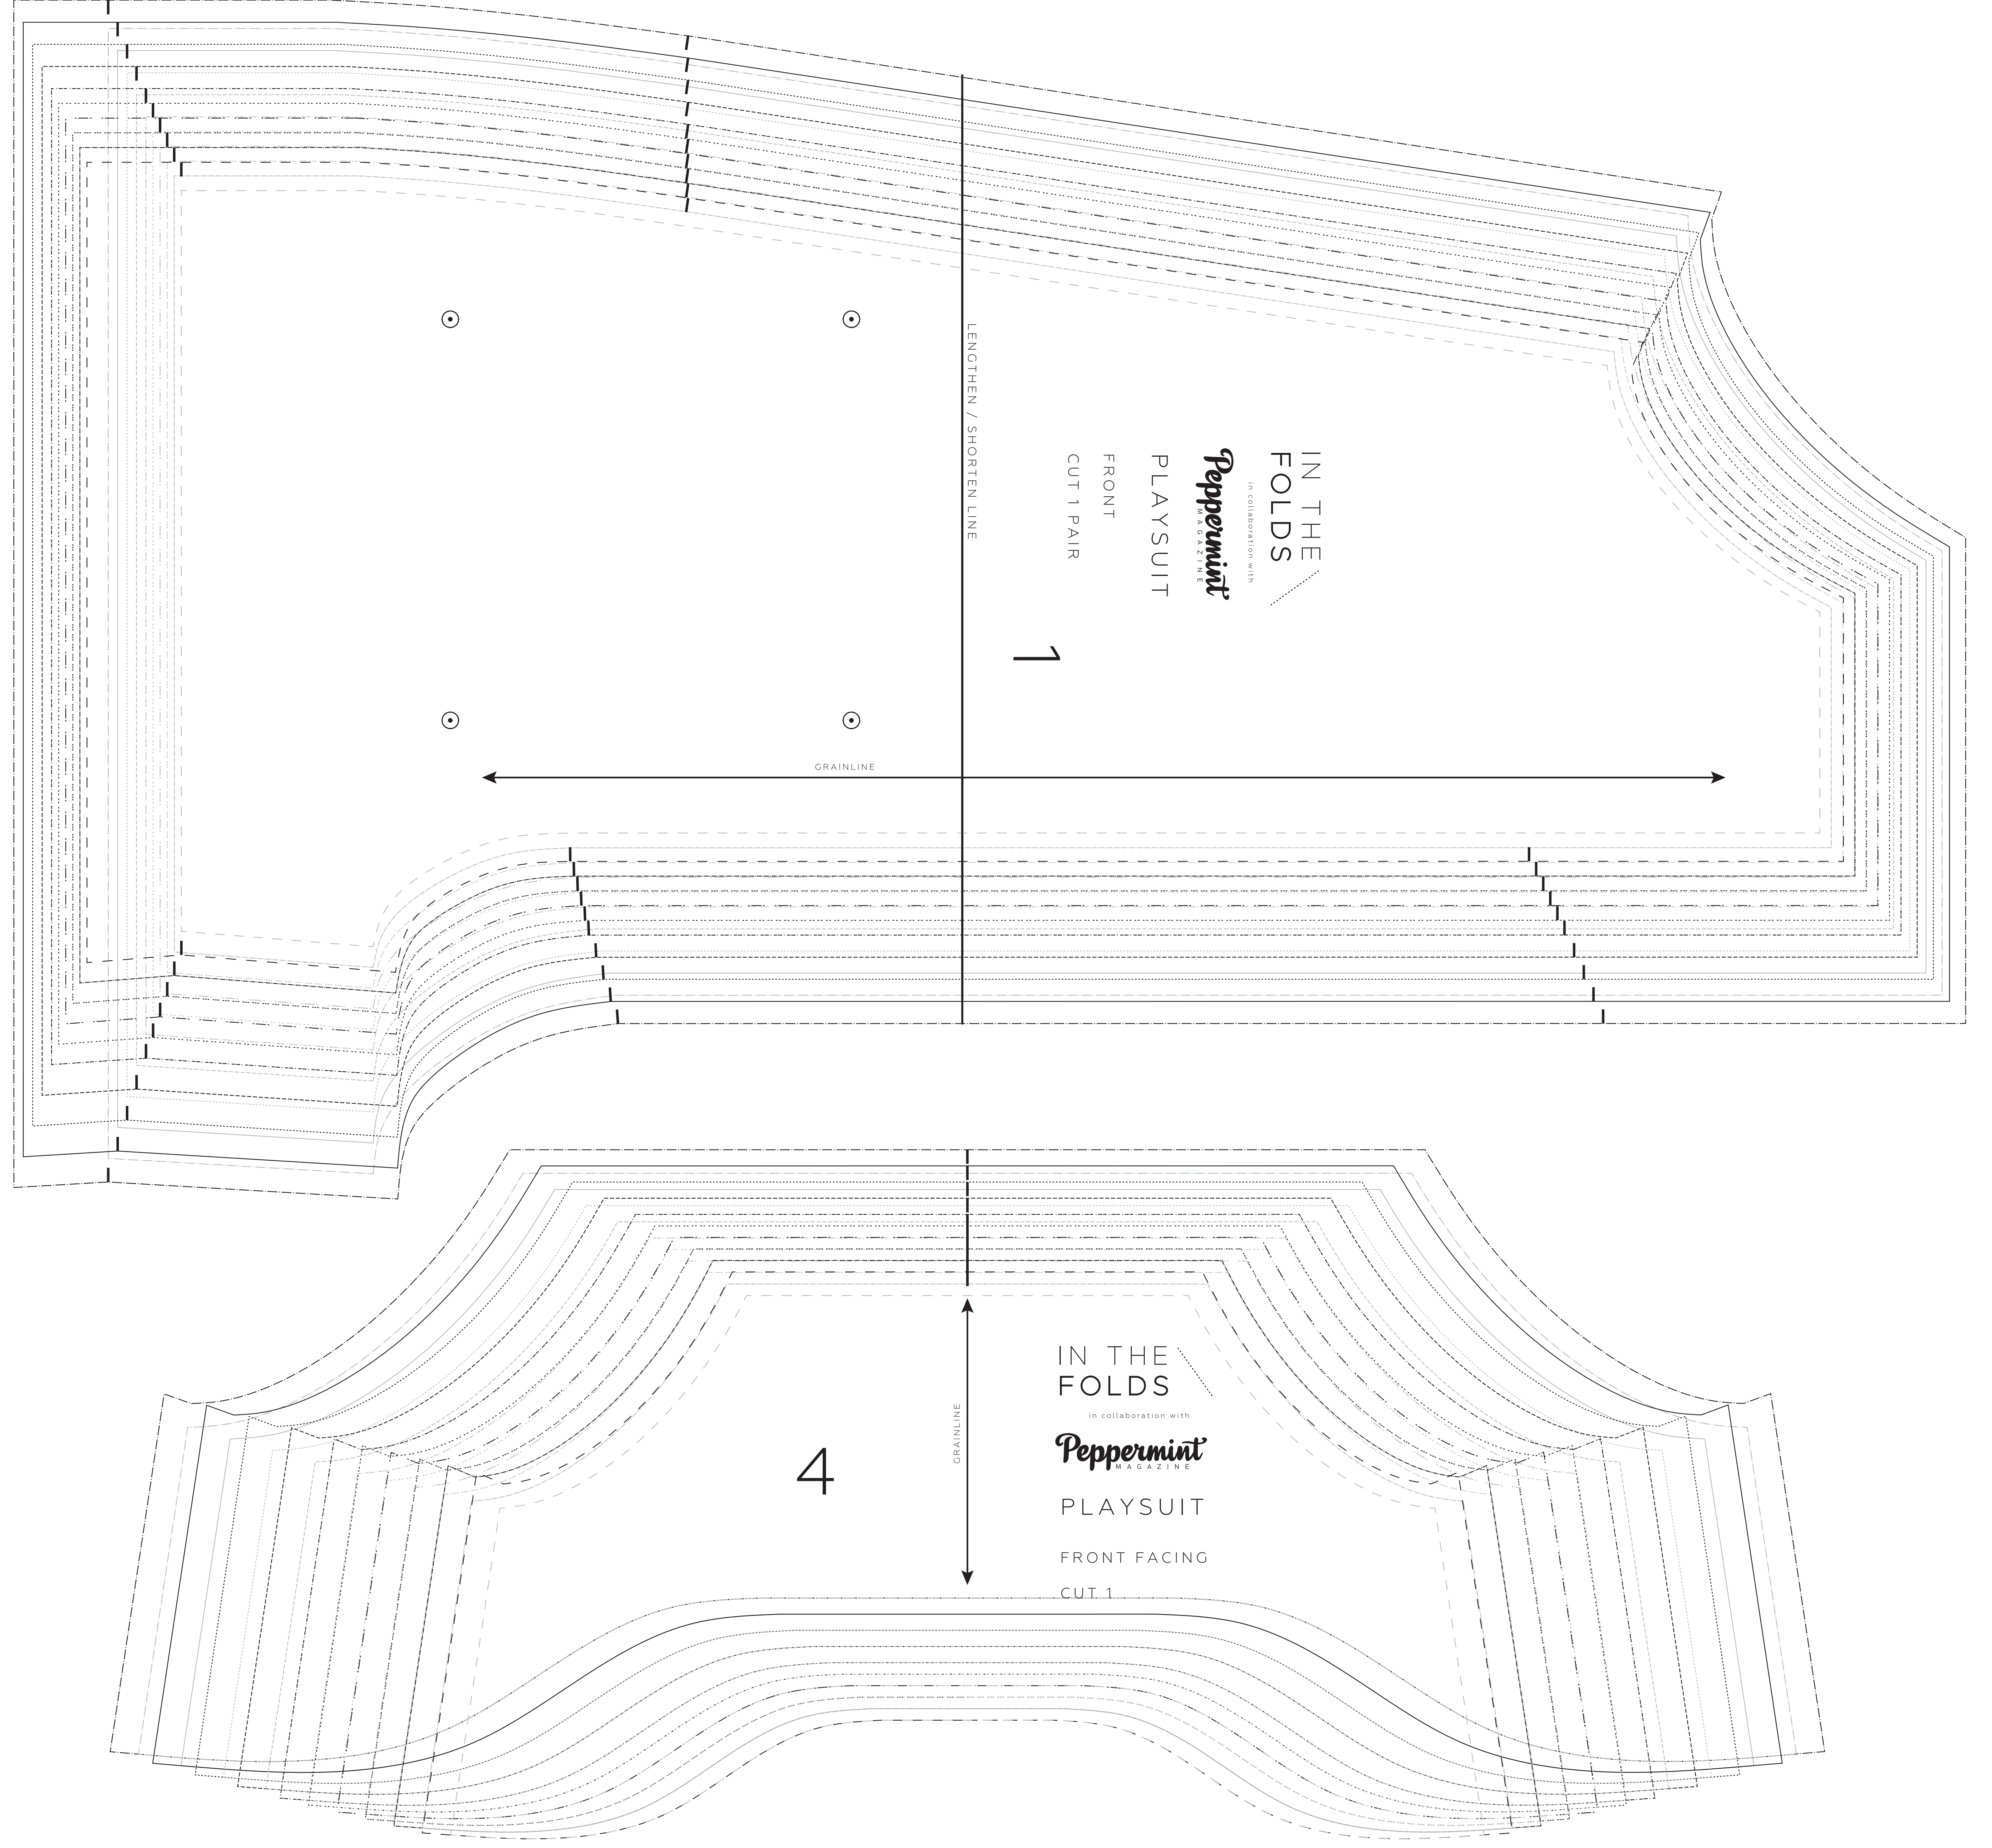 LENGTHEN / SHORTEN LINE
IN THE
FOLDS
in collaboration with
Peppermint
MAGAZINE
PLAYSUIT
FRONT
CUT 1 PAIR
1
GRAINLINE
IN THE
FOLDS
in collaboration with
Peppermint
MAGAZINE
PLAYSUIT
FRONT FACING
CUT 1
4
GRAINLINE